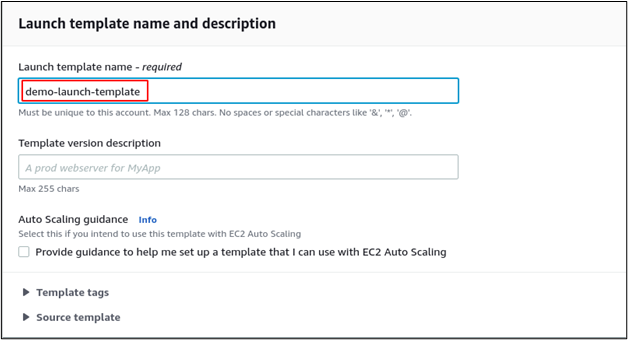 Launch template name and description
Launch template name - required
demo-launch-template
Must be unique to this account. Max 128 chars. No spaces or special characters like '&', '*', '@'.
Template version description
A prod webserver for MyApp
Max 255 chars
Auto Scaling guidance Info
Select this if you intend to use this template with EC2 Auto Scaling
Provide guidance to help me set up a template that I can use with EC2 Auto Scaling
Template tags
Source template